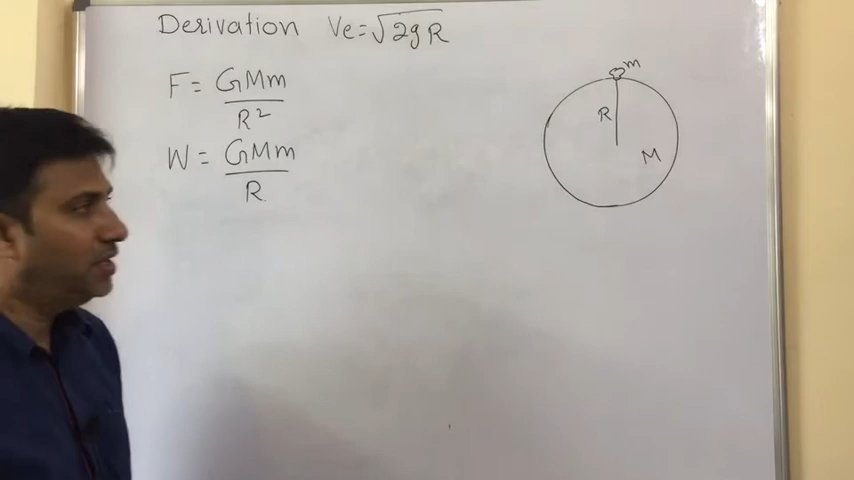 Derivation Ve = √2gR
F = GMm
R²
W = GMm
R
m
R
M